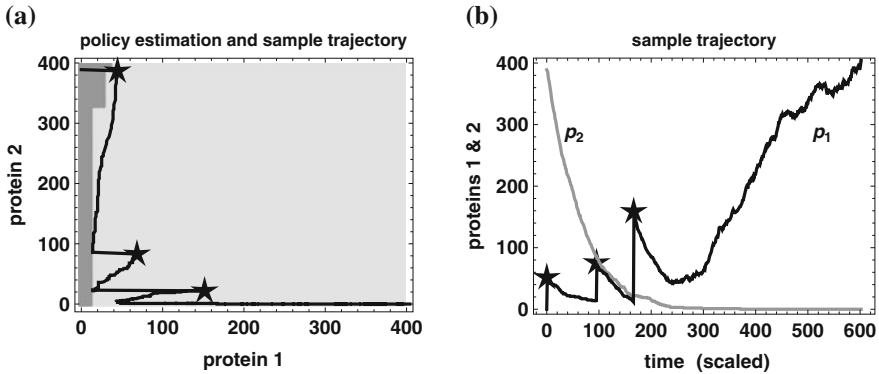 (a)
policy estimation and sample trajectory
400
300
200
100
0
protein 2
0 100 200 300 400
protein 1
(b)
sample trajectory
400
300
200
100
0
proteins 1 & 2
p2
p1
0 100 200 300 400 500 600
time (scaled)